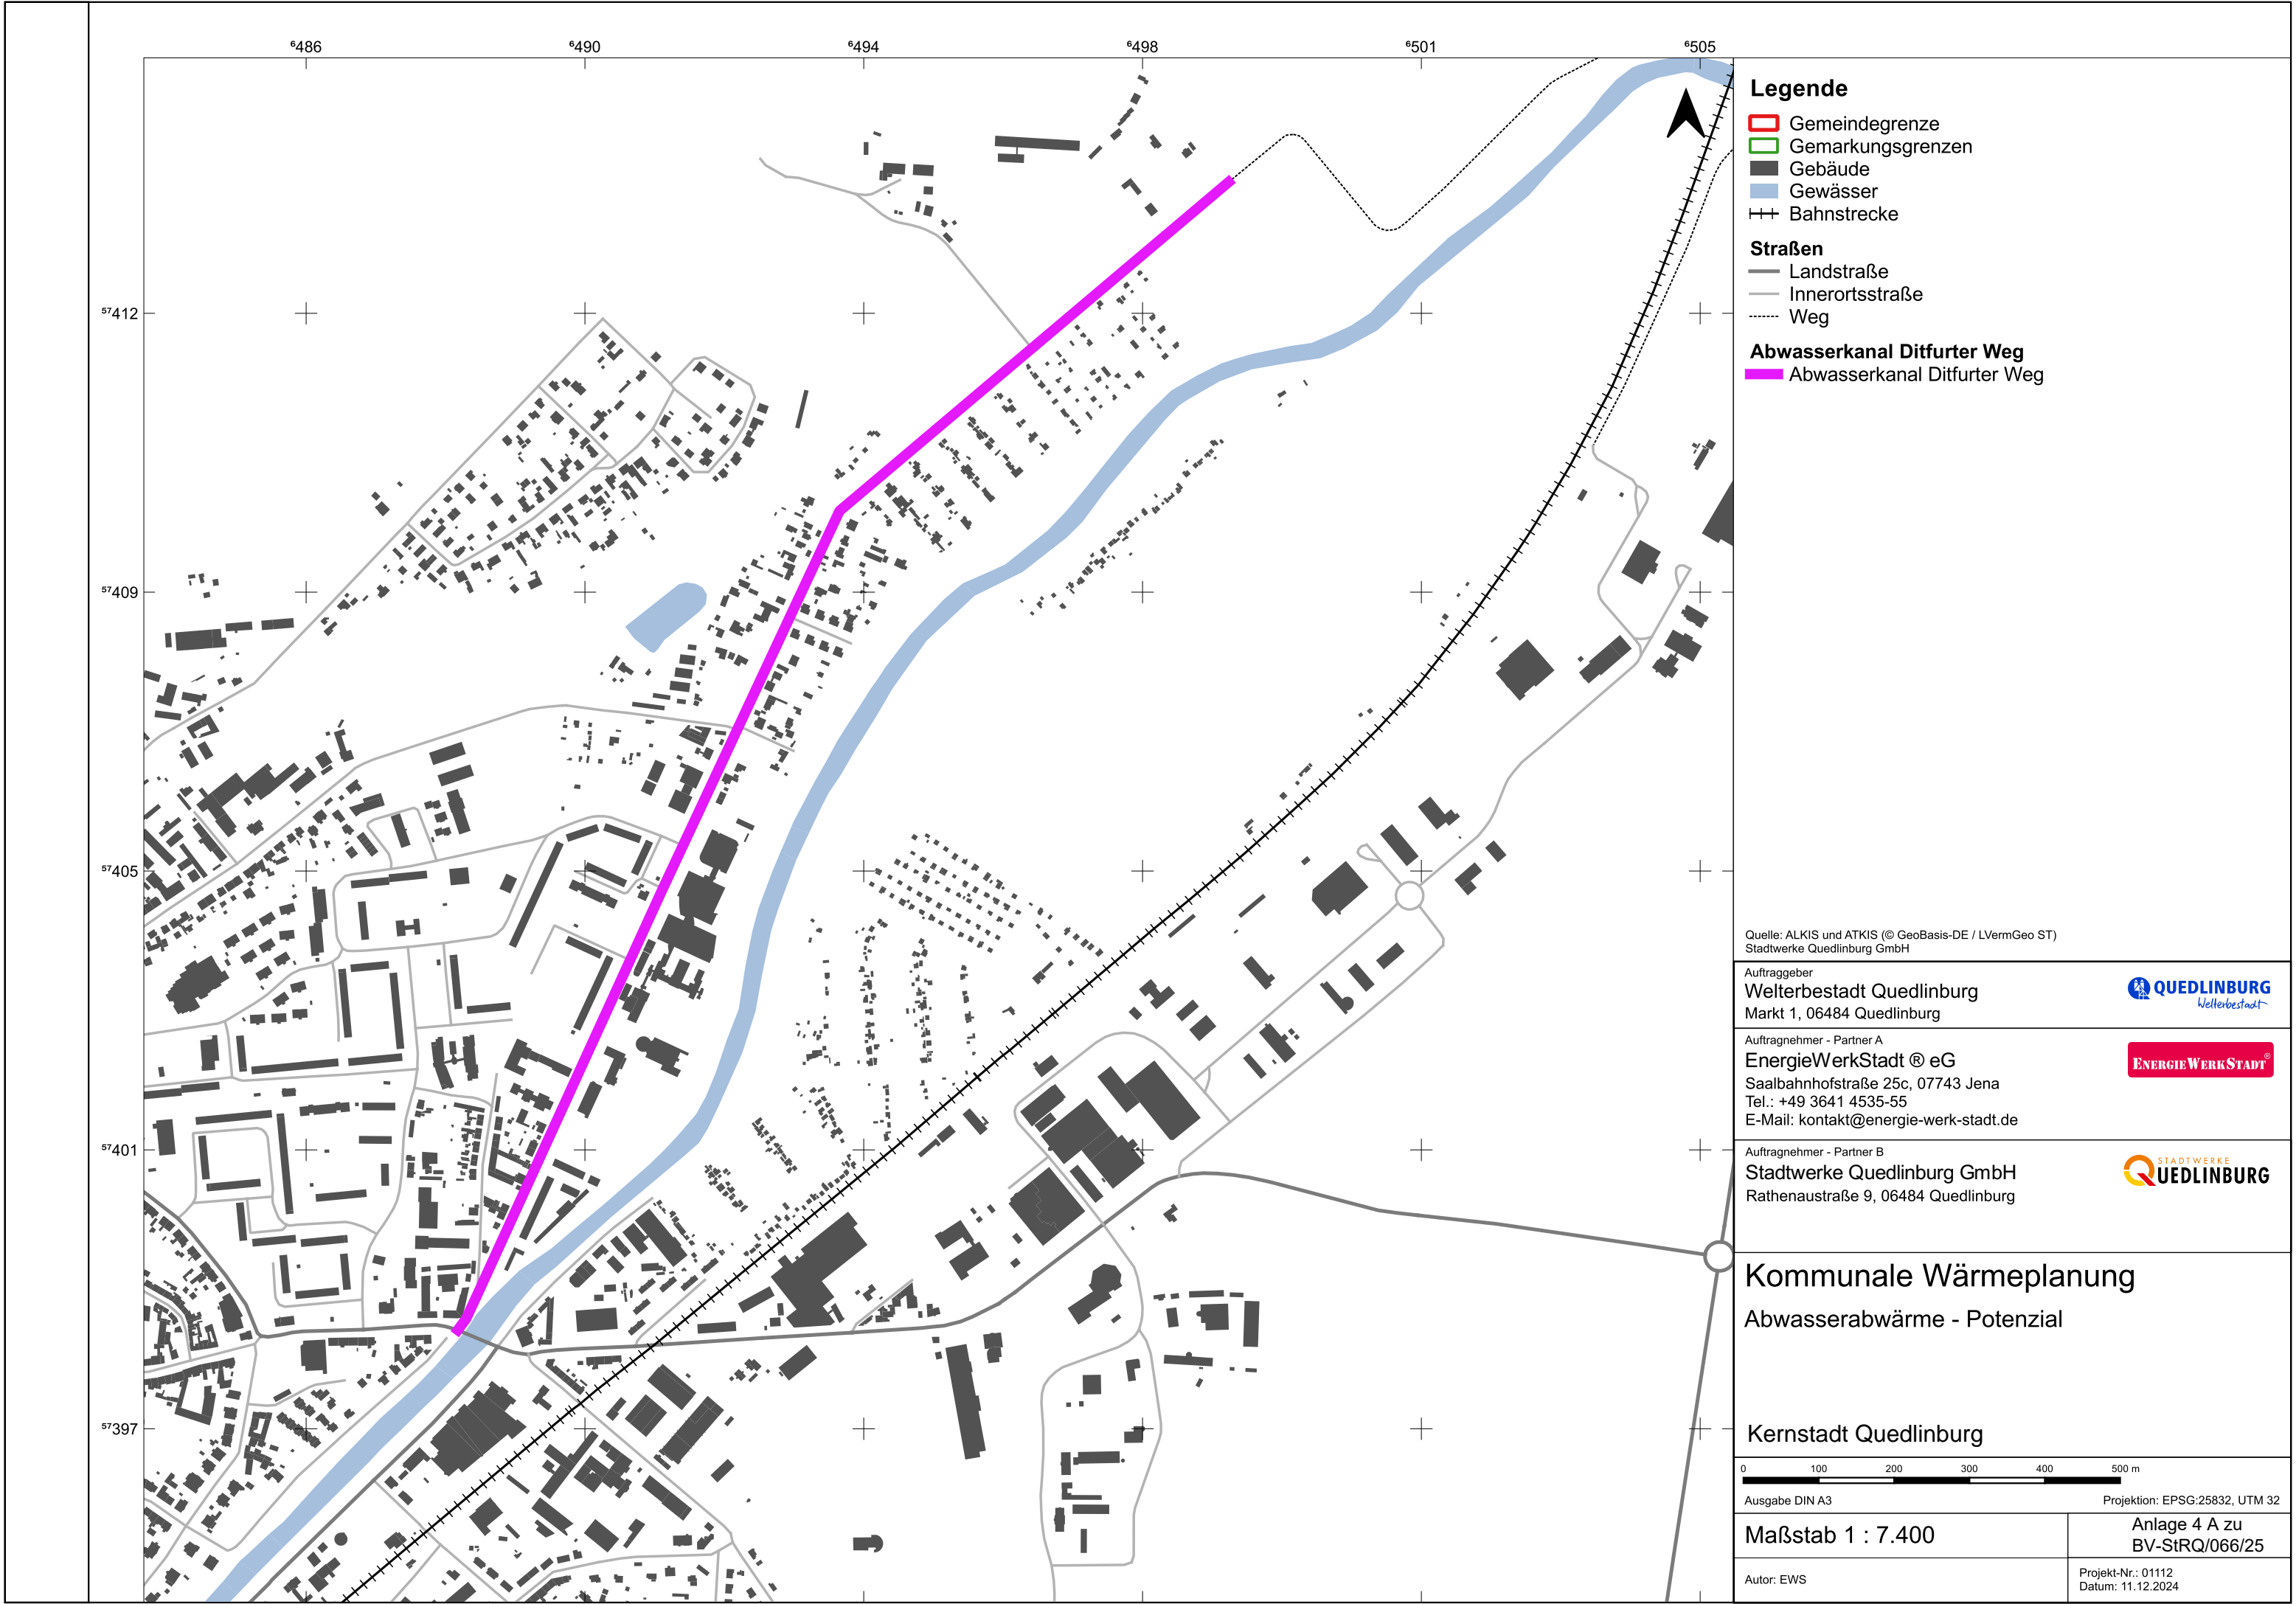 ⁶486 ⁶490 ⁶494 ⁶498 ⁶501 ⁶505
⁵⁷412
⁵⁷409
⁵⁷405
⁵⁷401
⁵⁷397
Legende
Gemeindegrenze
Gemarkungsgrenzen
Gebäude
Gewässer
Bahnstrecke
Straßen
Landstraße
Innerortsstraße
Weg
Abwasserkanal Ditfurter Weg
Abwasserkanal Ditfurter Weg
Quelle: ALKIS und ATKIS (© GeoBasis-DE / LVermGeo ST)
Stadtwerke Quedlinburg GmbH
Auftraggeber
Welterbestadt Quedlinburg
Markt 1, 06484 Quedlinburg
QUEDLINBURG
Welterbestadt
Auftragnehmer - Partner A
EnergieWerkStadt ® eG
Saalbahnhofstraße 25c, 07743 Jena
Tel.: +49 3641 4535-55
E-Mail: kontakt@energie-werk-stadt.de
ENERGIEWERKSTADT®
Auftragnehmer - Partner B
Stadtwerke Quedlinburg GmbH
Rathenaustraße 9, 06484 Quedlinburg
STADTWERKE
QUEDLINBURG
Kommunale Wärmeplanung
Abwasserabwärme - Potenzial
Kernstadt Quedlinburg
0 100 200 300 400 500 m
Ausgabe DIN A3 Projektion: EPSG:25832, UTM 32
Maßstab 1 : 7.400
Anlage 4 A zu
BV-StRQ/066/25
Autor: EWS
Projekt-Nr.: 01112
Datum: 11.12.2024